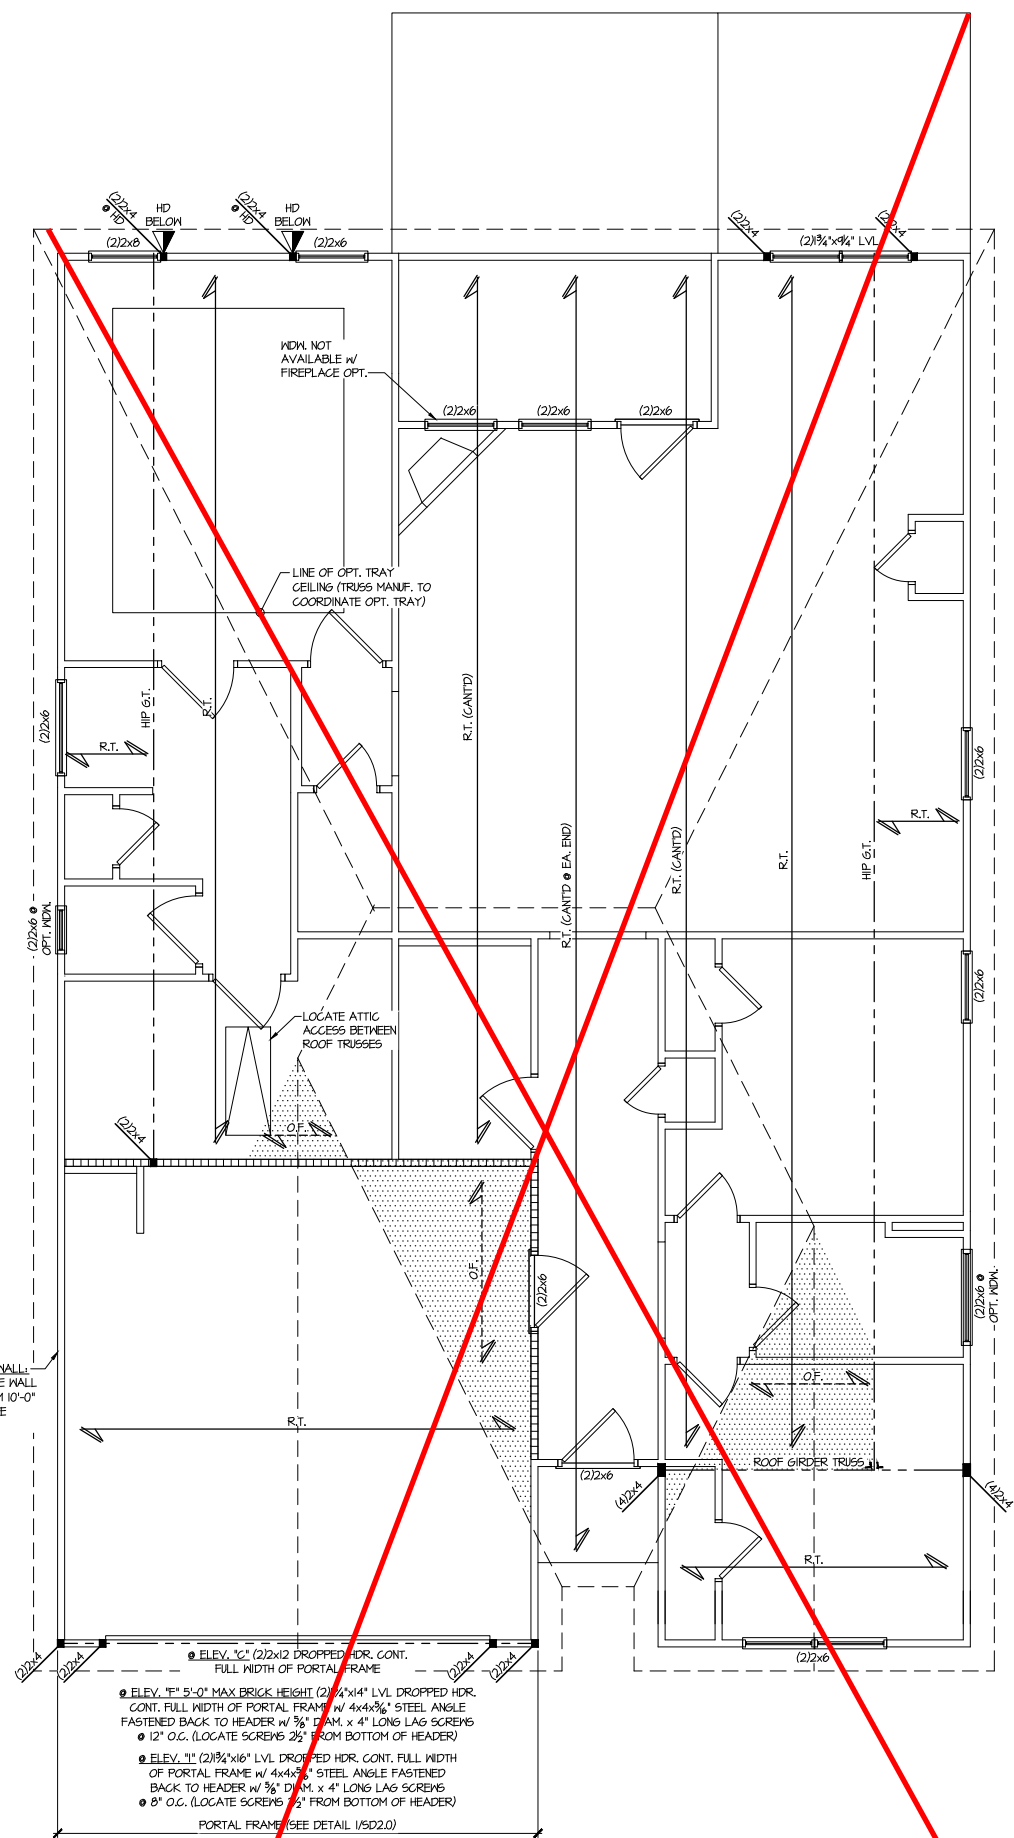 (2)2x4
@ HD
HD
BELOW
(2)2x4
@ HD
HD
BELOW
(2)2x4
(2)2x4
(2)2x8
(2)2x6
(2)1¾"x9¼" LVL
WDW. NOT
AVAILABLE W/
FIREPLACE OPT.
(2)2x6
(2)2x6
(2)2x6
LINE OF OPT. TRAY
CEILING (TRUSS MANUF. TO
COORDINATE OPT. TRAY)
(2)2x6
R.T.
HIP G.T.
R.T.
R.T. (CANT'D)
R.T. (CANT'D @ EA. END)
R.T. (CANT'D)
R.T.
HIP G.T.
R.T.
(2)2x6
(2)2x6 @
OPT. WDW.
(2)2x6
LOCATE ATTIC
ACCESS BETWEEN
ROOF TRUSSES
O.F.
(2)2x4
O.F.
(2)2x6
(2)2x6 @
OPT. WDW.
WALL:
E WALL
M 10'-0"
E
O.F.
R.T.
ROOF GIRDER TRUSS
(2)2x6
(4)2x4
(4)2x4
R.T.
(2)2x6
(2)2x4
(2)2x4
(2)2x4
(2)2x4
@ ELEV. "C" (2)2x12 DROPPED HDR. CONT.
FULL WIDTH OF PORTAL FRAME
@ ELEV. "F" 5'-0" MAX BRICK HEIGHT (2)1¾"x14" LVL DROPPED HDR.
CONT. FULL WIDTH OF PORTAL FRAME W/ 4x4x5/16" STEEL ANGLE
FASTENED BACK TO HEADER W/ ⅝" DIAM. x 4" LONG LAG SCREWS
@ 12" O.C. (LOCATE SCREWS 2½" FROM BOTTOM OF HEADER)
@ ELEV. "I" (2)1¾"x16" LVL DROPPED HDR. CONT. FULL WIDTH
OF PORTAL FRAME W/ 4x4x5/16" STEEL ANGLE FASTENED
BACK TO HEADER W/ ⅝" DIAM. x 4" LONG LAG SCREWS
@ 8" O.C. (LOCATE SCREWS 2½" FROM BOTTOM OF HEADER)
PORTAL FRAME (SEE DETAIL 1/SD2.0)